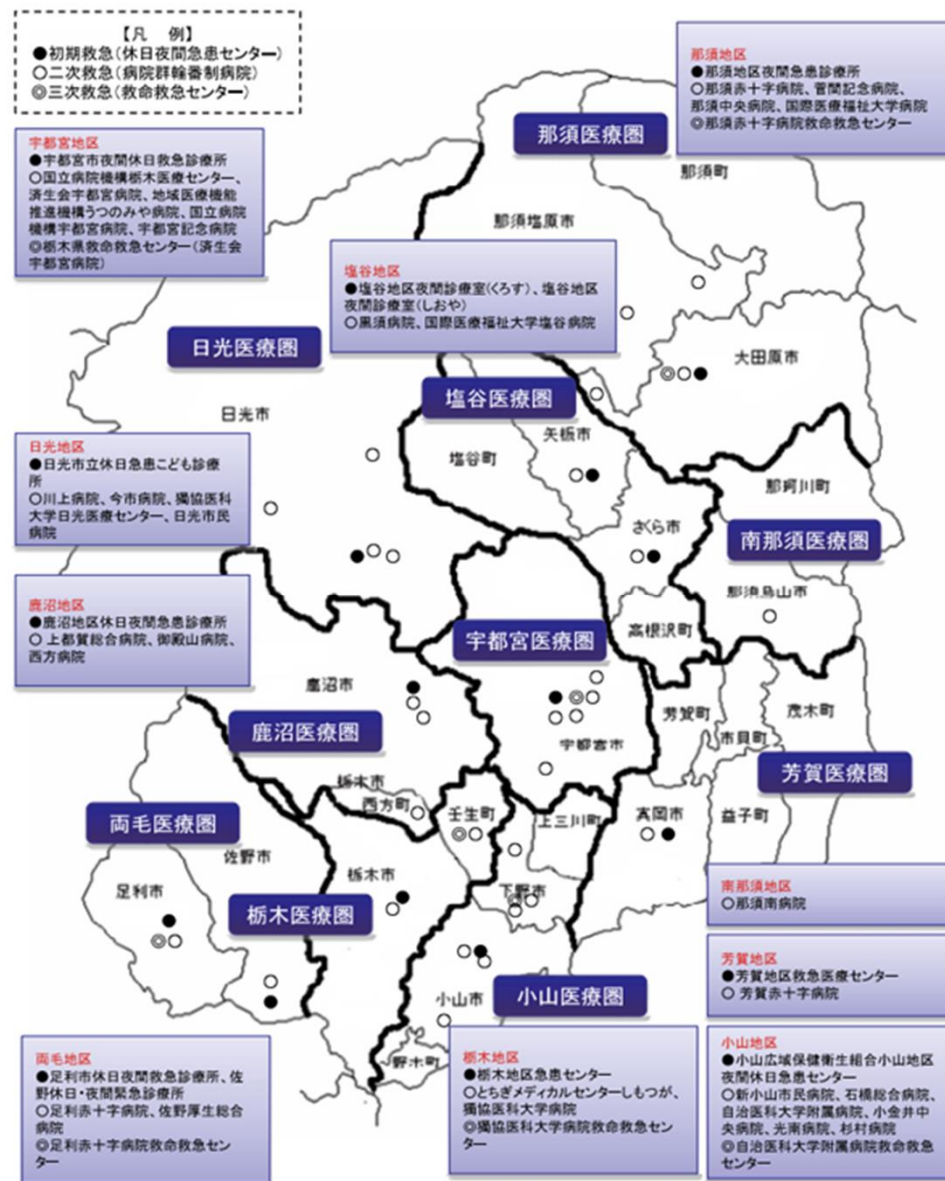 【凡　例】
●初期救急（休日夜間急患センター）
○二次救急（病院群輪番制病院）
◎三次救急（救命救急センター）
那須地区
●那須地区夜間急患診療所
○那須赤十字病院、菅間記念病院、
那須中央病院、国際医療福祉大学病院
◎那須赤十字病院救命救急センター
宇都宮地区
●宇都宮市夜間休日救急診療所
○国立病院機構栃木医療センター、
済生会宇都宮病院、地域医療機能
推進機構うつのみや病院、国立病院
機構宇都宮病院、宇都宮記念病院
◎栃木県救命救急センター（済生会
宇都宮病院）
那須医療圏
那須町
那須塩原市
塩谷地区
●塩谷地区夜間診療室（くろす）、塩谷地区
夜間診療室（しおや）
○黒須病院、国際医療福祉大学塩谷病院
日光医療圏
大田原市
塩谷医療圏
日光市
矢板市
塩谷町
日光地区
●日光市立休日急患こども診療
所
○川上病院、今市病院、獨協医科
大学日光医療センター、日光市民
病院
那珂川町
さくら市
南那須医療圏
鹿沼地区
●鹿沼地区休日夜間急患診療所
○ 上都賀総合病院、御殿山病院、
西方病院
那須烏山市
高根沢町
宇都宮医療圏
鹿沼市
芳賀町
茂木町
市貝町
鹿沼医療圏
宇都宮市
芳賀医療圏
栃木市
西方町
壬生町
上三川町
真岡市
益子町
両毛医療圏
佐野市
栃木市
足利市
下野市
栃木医療圏
南那須地区
○那須南病院
芳賀地区
●芳賀地区救急医療センター
○ 芳賀赤十字病院
小山医療圏
小山市
野木町
両毛地区
●足利市休日夜間救急診療所、佐
野休日・夜間緊急診療所
○足利赤十字病院、佐野厚生総合
病院
◎足利赤十字病院救命救急セン
ター
栃木地区
●栃木地区急患センター
○とちぎメディカルセンターしもつが、
獨協医科大学病院
◎獨協医科大学病院救命救急セン
ター
小山地区
●小山広域保健衛生組合小山地区
夜間休日急患センター
○新小山市民病院、石橋総合病院、
自治医科大学附属病院、小金井中
央病院、光南病院、杉村病院
◎自治医科大学附属病院救命救急
センター